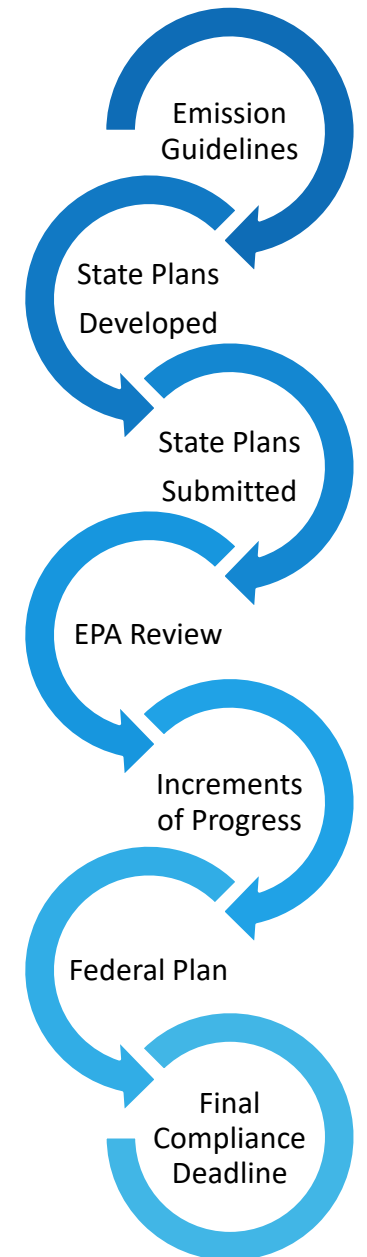 Emission
Guidelines
State Plans
Developed
State Plans
Submitted
EPA Review
Increments
of Progress
Federal Plan
Final
Compliance
Deadline